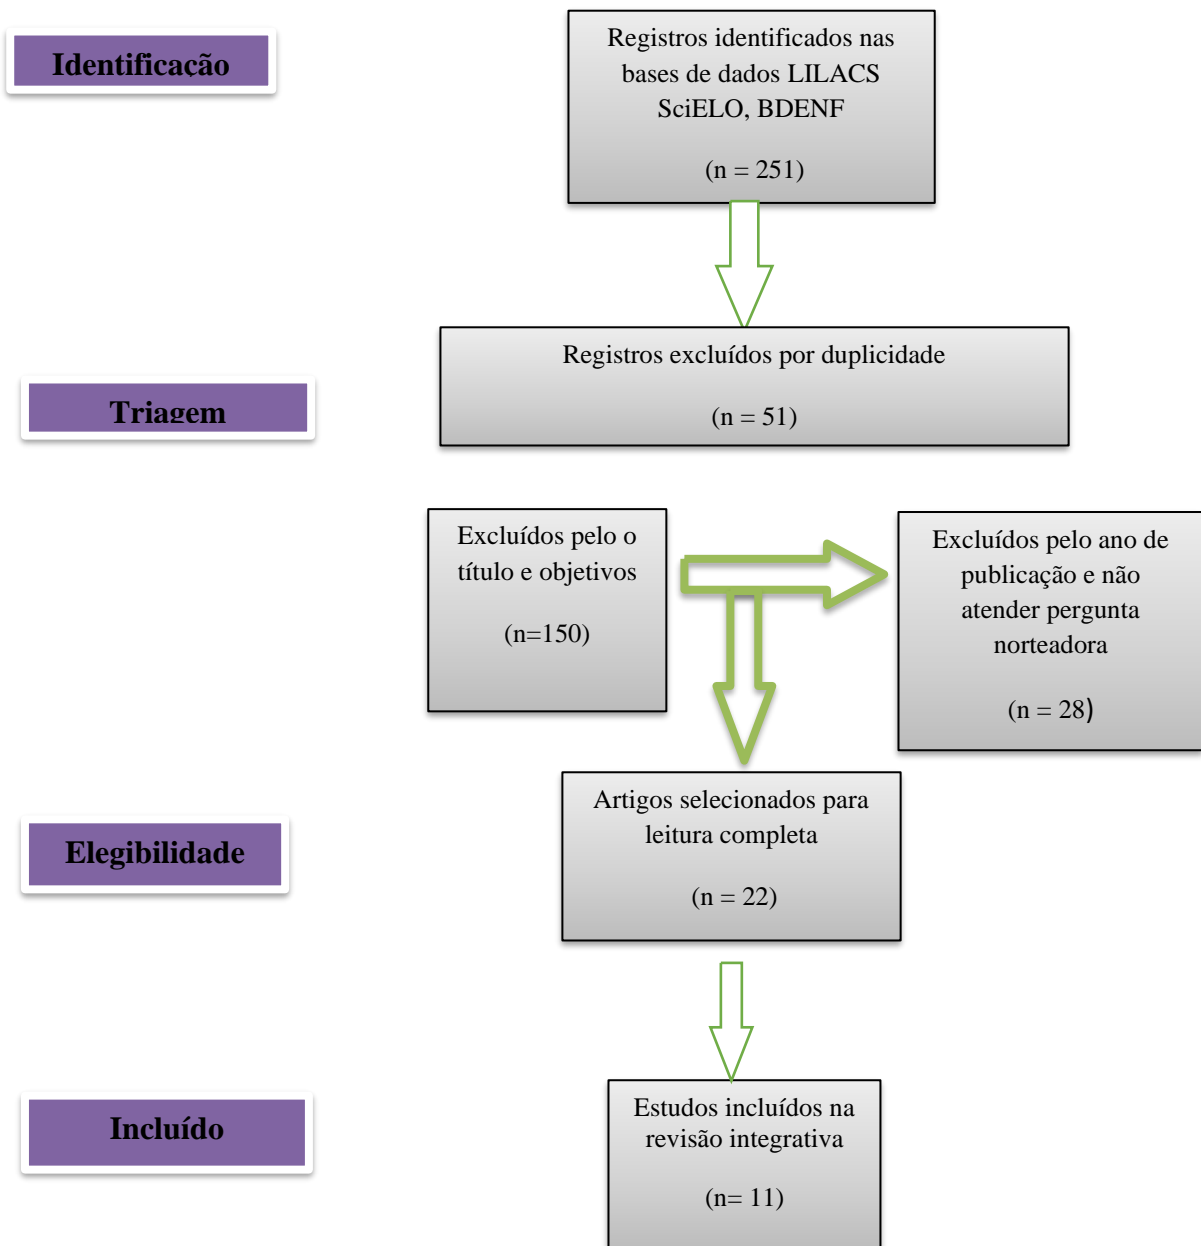 Identificação
Registros identificados nas
bases de dados LILACS
SciELO, BDENF
(n = 251)
Triagem
Registros excluídos por duplicidade
(n = 51)
Excluídos pelo o
título e objetivos
(n=150)
Excluídos pelo ano de
publicação e não
atender pergunta
norteadora
(n = 28)
Elegibilidade
Artigos selecionados para
leitura completa
(n = 22)
Incluído
Estudos incluídos na
revisão integrativa
(n= 11)